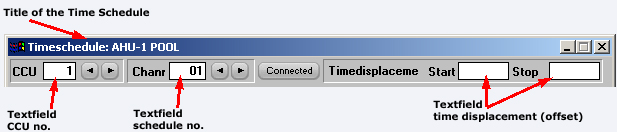 Title of the Time Schedule
Timeschedule: AHU-1 POOL
CCU 1 Chanr 01 Connected Timedisplaceme Start Stop
Textfield
CCU no.
Textfield
schedule no.
Textfield
time displacement (offset)